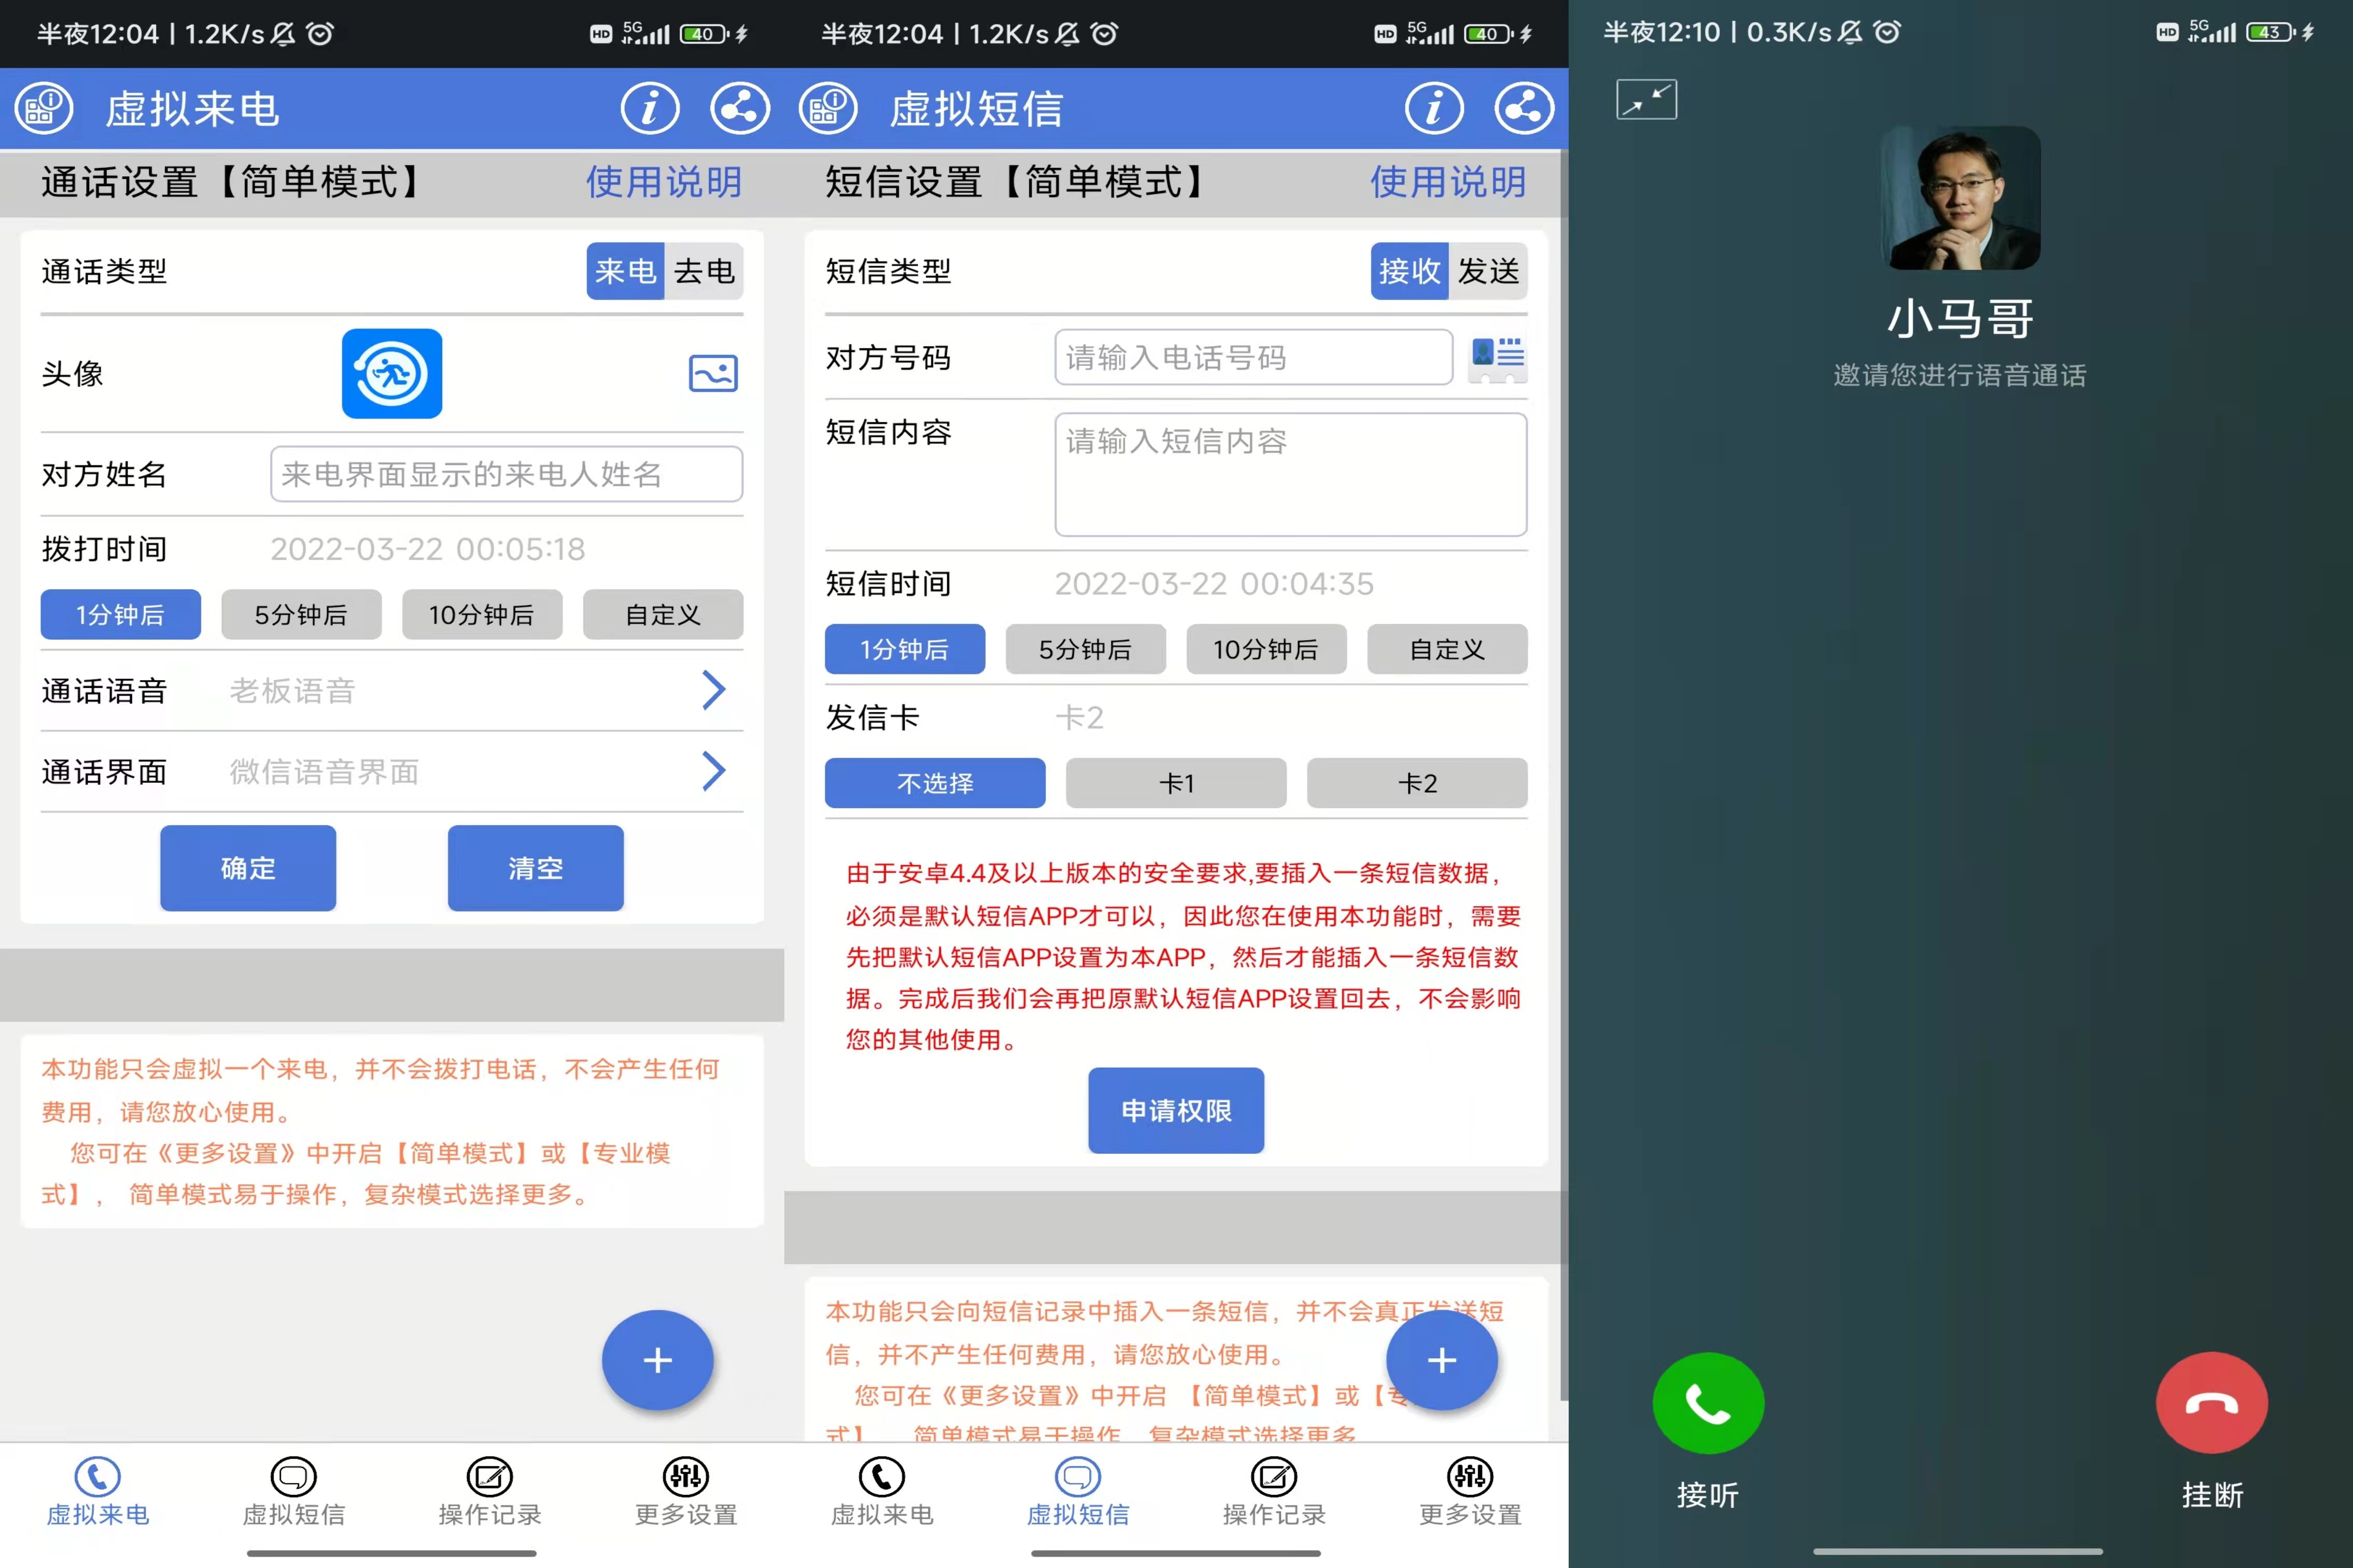 半夜12:04 | 1.2K/s
HD 5G 40
虚拟来电
通话设置【简单模式】 使用说明
通话类型 来电 去电
头像
对方姓名 来电界面显示的来电人姓名
拨打时间 2022-03-22 00:05:18
1分钟后 5分钟后 10分钟后 自定义
通话语音 老板语音
通话界面 微信语音界面
确定 清空
本功能只会虚拟一个来电，并不会拨打电话，不会产生任何
费用，请您放心使用。
您可在《更多设置》中开启【简单模式】或【专业模
式】， 简单模式易于操作，复杂模式选择更多。
+
虚拟来电 虚拟短信 操作记录 更多设置
半夜12:04 | 1.2K/s
HD 5G 40
虚拟短信
短信设置【简单模式】 使用说明
短信类型 接收 发送
对方号码 请输入电话号码
短信内容 请输入短信内容
短信时间 2022-03-22 00:04:35
1分钟后 5分钟后 10分钟后 自定义
发信卡 卡2
不选择 卡1 卡2
由于安卓4.4及以上版本的安全要求,要插入一条短信数据，
必须是默认短信APP才可以，因此您在使用本功能时，需要
先把默认短信APP设置为本APP，然后才能插入一条短信数
据。完成后我们会再把原默认短信APP设置回去，不会影响
您的其他使用。
申请权限
本功能只会向短信记录中插入一条短信，并不会真正发送短
信，并不产生任何费用，请您放心使用。
您可在《更多设置》中开启 【简单模式】或【专
式】 简单模式易于操作 复杂模式选择更多
+
虚拟来电 虚拟短信 操作记录 更多设置
半夜12:10 | 0.3K/s
HD 5G 43
小马哥
邀请您进行语音通话
接听 挂断